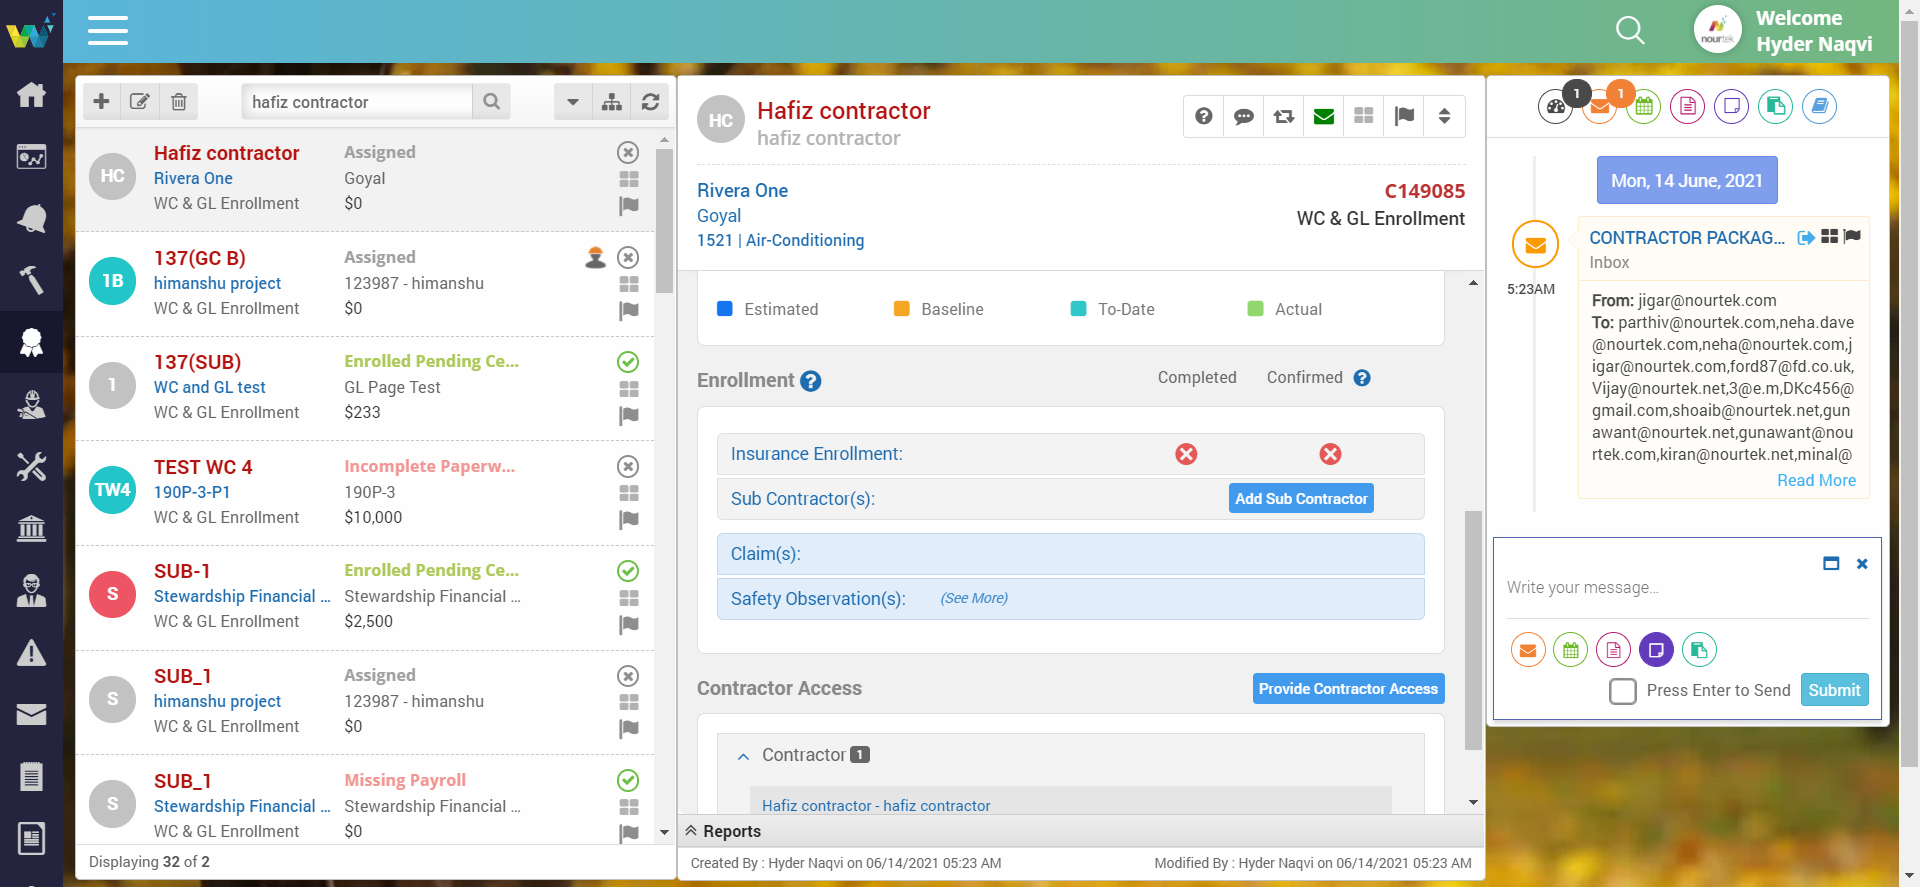 Welcome
Hyder Naqvi
nourtek
hafiz contractor
HC
Hafiz contractor
Assigned
Rivera One
Goyal
WC & GL Enrollment
$0
1B
137(GC B)
Assigned
himanshu project
123987 - himanshu
WC & GL Enrollment
$0
1
137(SUB)
Enrolled Pending Ce...
WC and GL test
GL Page Test
WC & GL Enrollment
$233
TW4
TEST WC 4
Incomplete Paperw...
190P-3-P1
190P-3
WC & GL Enrollment
$10,000
S
SUB-1
Enrolled Pending Ce...
Stewardship Financial ...
Stewardship Financial ...
WC & GL Enrollment
$2,500
S
SUB_1
Assigned
himanshu project
123987 - himanshu
WC & GL Enrollment
$0
S
SUB_1
Missing Payroll
Stewardship Financial ...
Stewardship Financial ...
WC & GL Enrollment
$0
Displaying 32 of 2
HC
Hafiz contractor
hafiz contractor
Rivera One
C149085
Goyal
WC & GL Enrollment
1521 | Air-Conditioning
Estimated
Baseline
To-Date
Actual
Enrollment
Completed
Confirmed
Insurance Enrollment:
Sub Contractor(s):
Add Sub Contractor
Claim(s):
Safety Observation(s):
(See More)
Contractor Access
Provide Contractor Access
Contractor 1
Hafiz contractor - hafiz contractor
Reports
Created By : Hyder Naqvi on 06/14/2021 05:23 AM
Modified By : Hyder Naqvi on 06/14/2021 05:23 AM
1
1
Mon, 14 June, 2021
CONTRACTOR PACKAG...
Inbox
5:23AM
From: jigar@nourtek.com
To: parthiv@nourtek.com,neha.dave
@nourtek.com,neha@nourtek.com,j
igar@nourtek.com,ford87@fd.co.uk,
Vijay@nourtek.net,3@e.m,DKc456@
gmail.com,shoaib@nourtek.net,gun
awant@nourtek.net,gunawant@nou
rtek.com,kiran@nourtek.net,minal@
Read More
Write your message...
Press Enter to Send
Submit